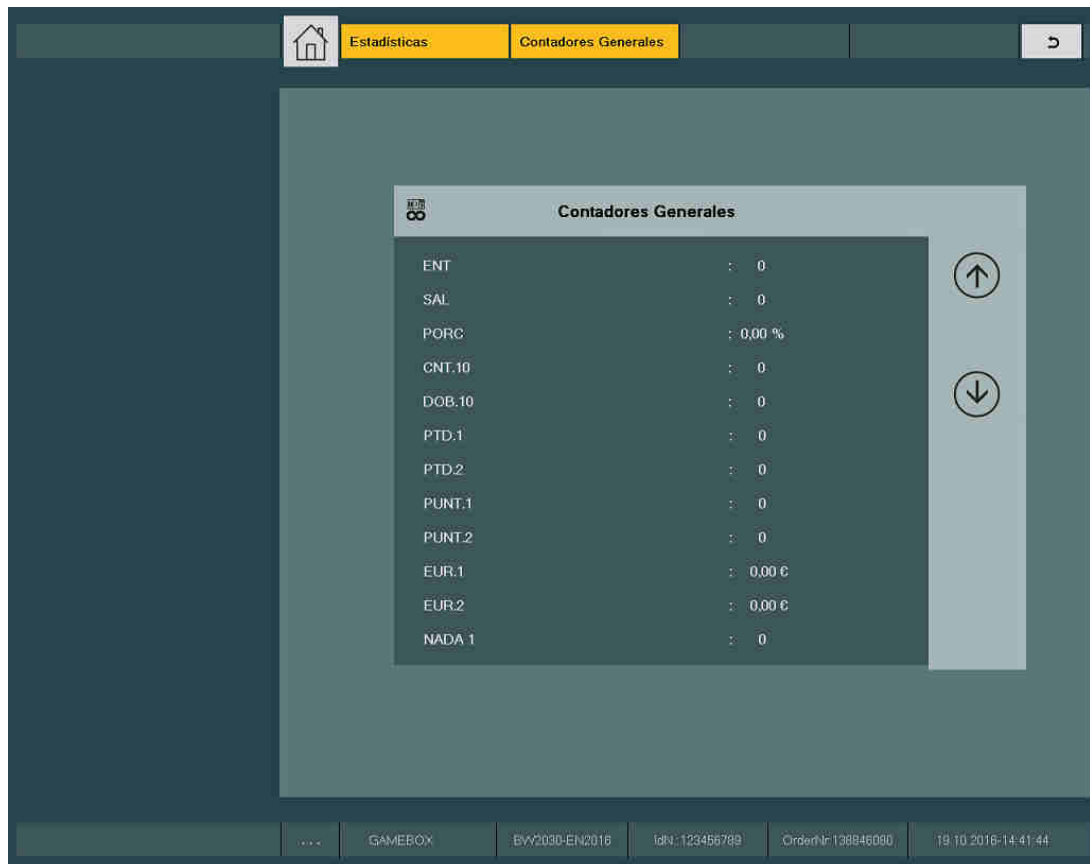 Estadísticas Contadores Generales
Contadores Generales
ENT : 0
SAL : 0
PORC : 0,00 %
CNT.10 : 0
DOB.10 : 0
PTD.1 : 0
PTD.2 : 0
PUNT.1 : 0
PUNT.2 : 0
EUR.1 : 0,00 €
EUR.2 : 0,00 €
NADA 1 : 0
... GAMEBOX BW2030-EN2016 IdN.:123456789 OrderNr:138846080 19.10.2016-14:41:44